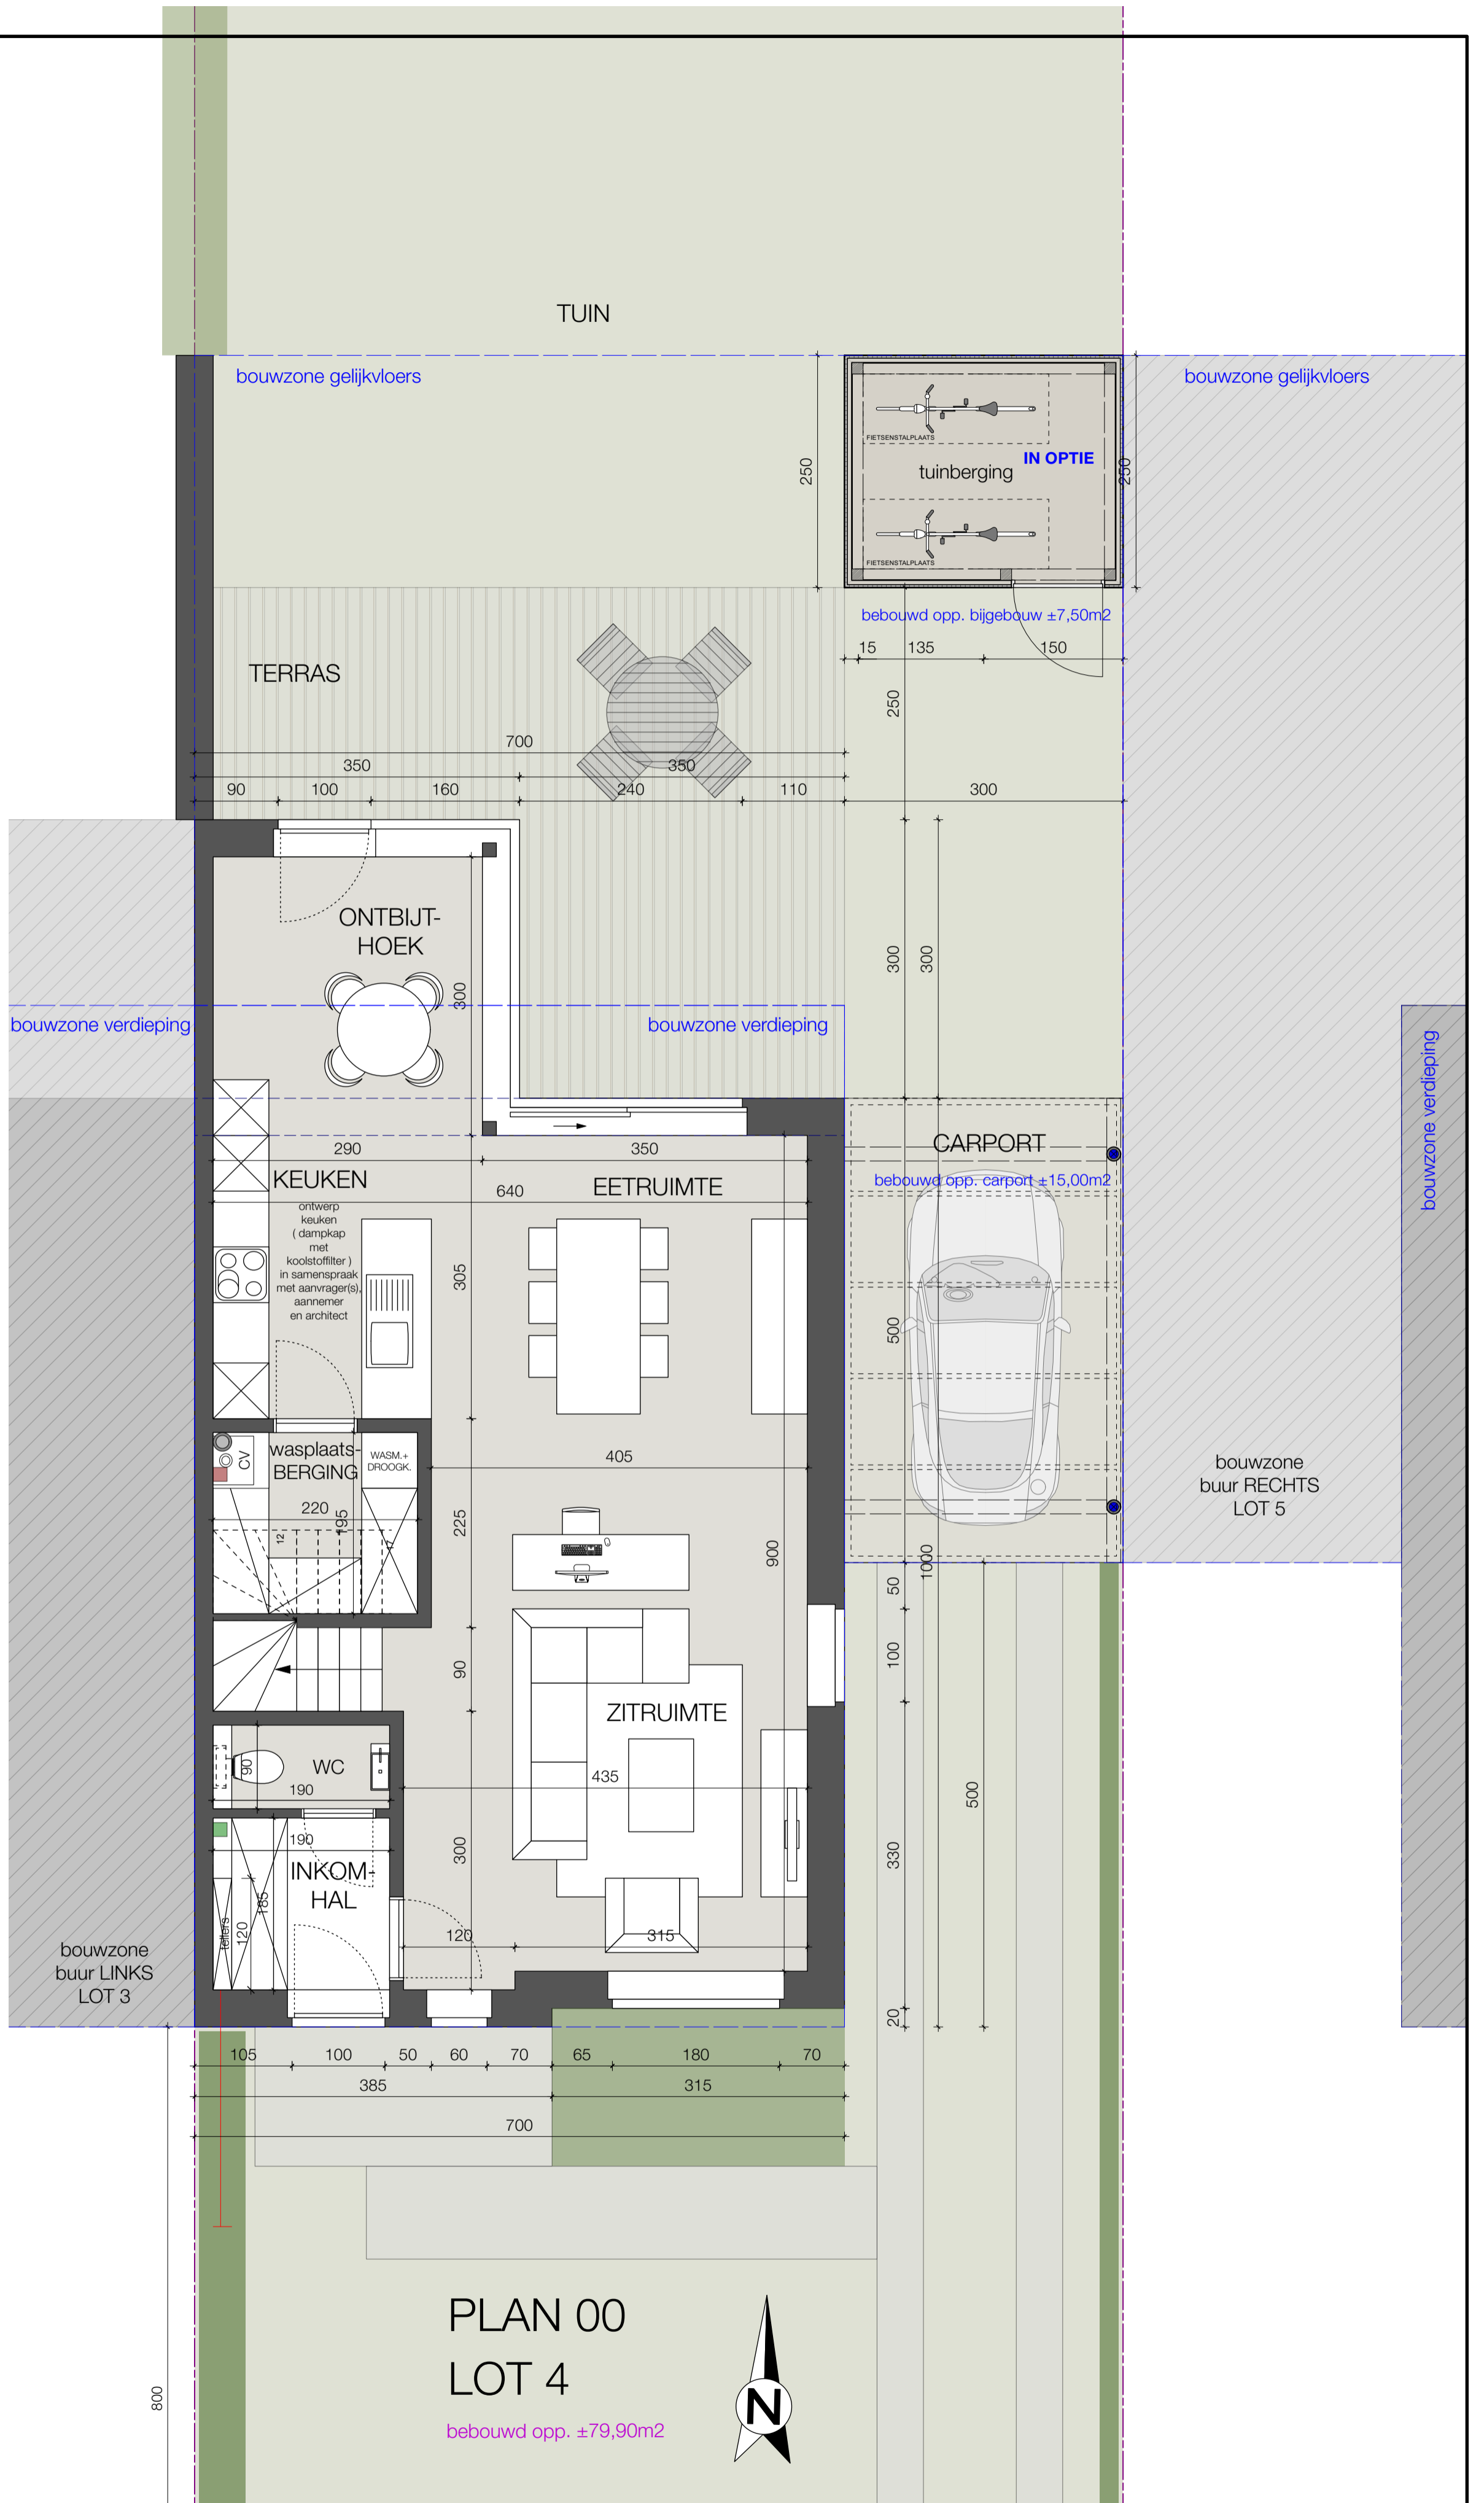 TUIN
bouwzone gelijkvloers
bouwzone gelijkvloers
FIETSENSTALPLAATS
IN OPTIE
tuinberging
250
250
FIETSENSTALPLAATS
bebouwd opp. bijgebouw ±7,50m2
15
135
150
TERRAS
250
700
350
350
90
100
160
240
110
300
ONTBIJT-
HOEK
300
300
300
bouwzone verdieping
bouwzone verdieping
bouwzone verdieping
290
350
CARPORT
KEUKEN
640
EETRUIMTE
bebouwd opp. carport ±15,00m2
ontwerp
keuken
( dampkap
met
koolstoffilter )
in samenspraak
met aanvrager(s),
aannemer
en architect
305
500
wasplaats-
BERGING
CV
WASM.+
DROOGK.
405
bouwzone
buur RECHTS
LOT 5
220
195
12
17
225
900
1000
50
90
100
ZITRUIMTE
WC
90
190
435
500
190
INKOM-
HAL
185
120
tellers
300
330
120
315
bouwzone
buur LINKS
LOT 3
20
105
100
50
60
70
65
180
70
385
315
700
PLAN 00
LOT 4
bebouwd opp. ±79,90m2
N
800